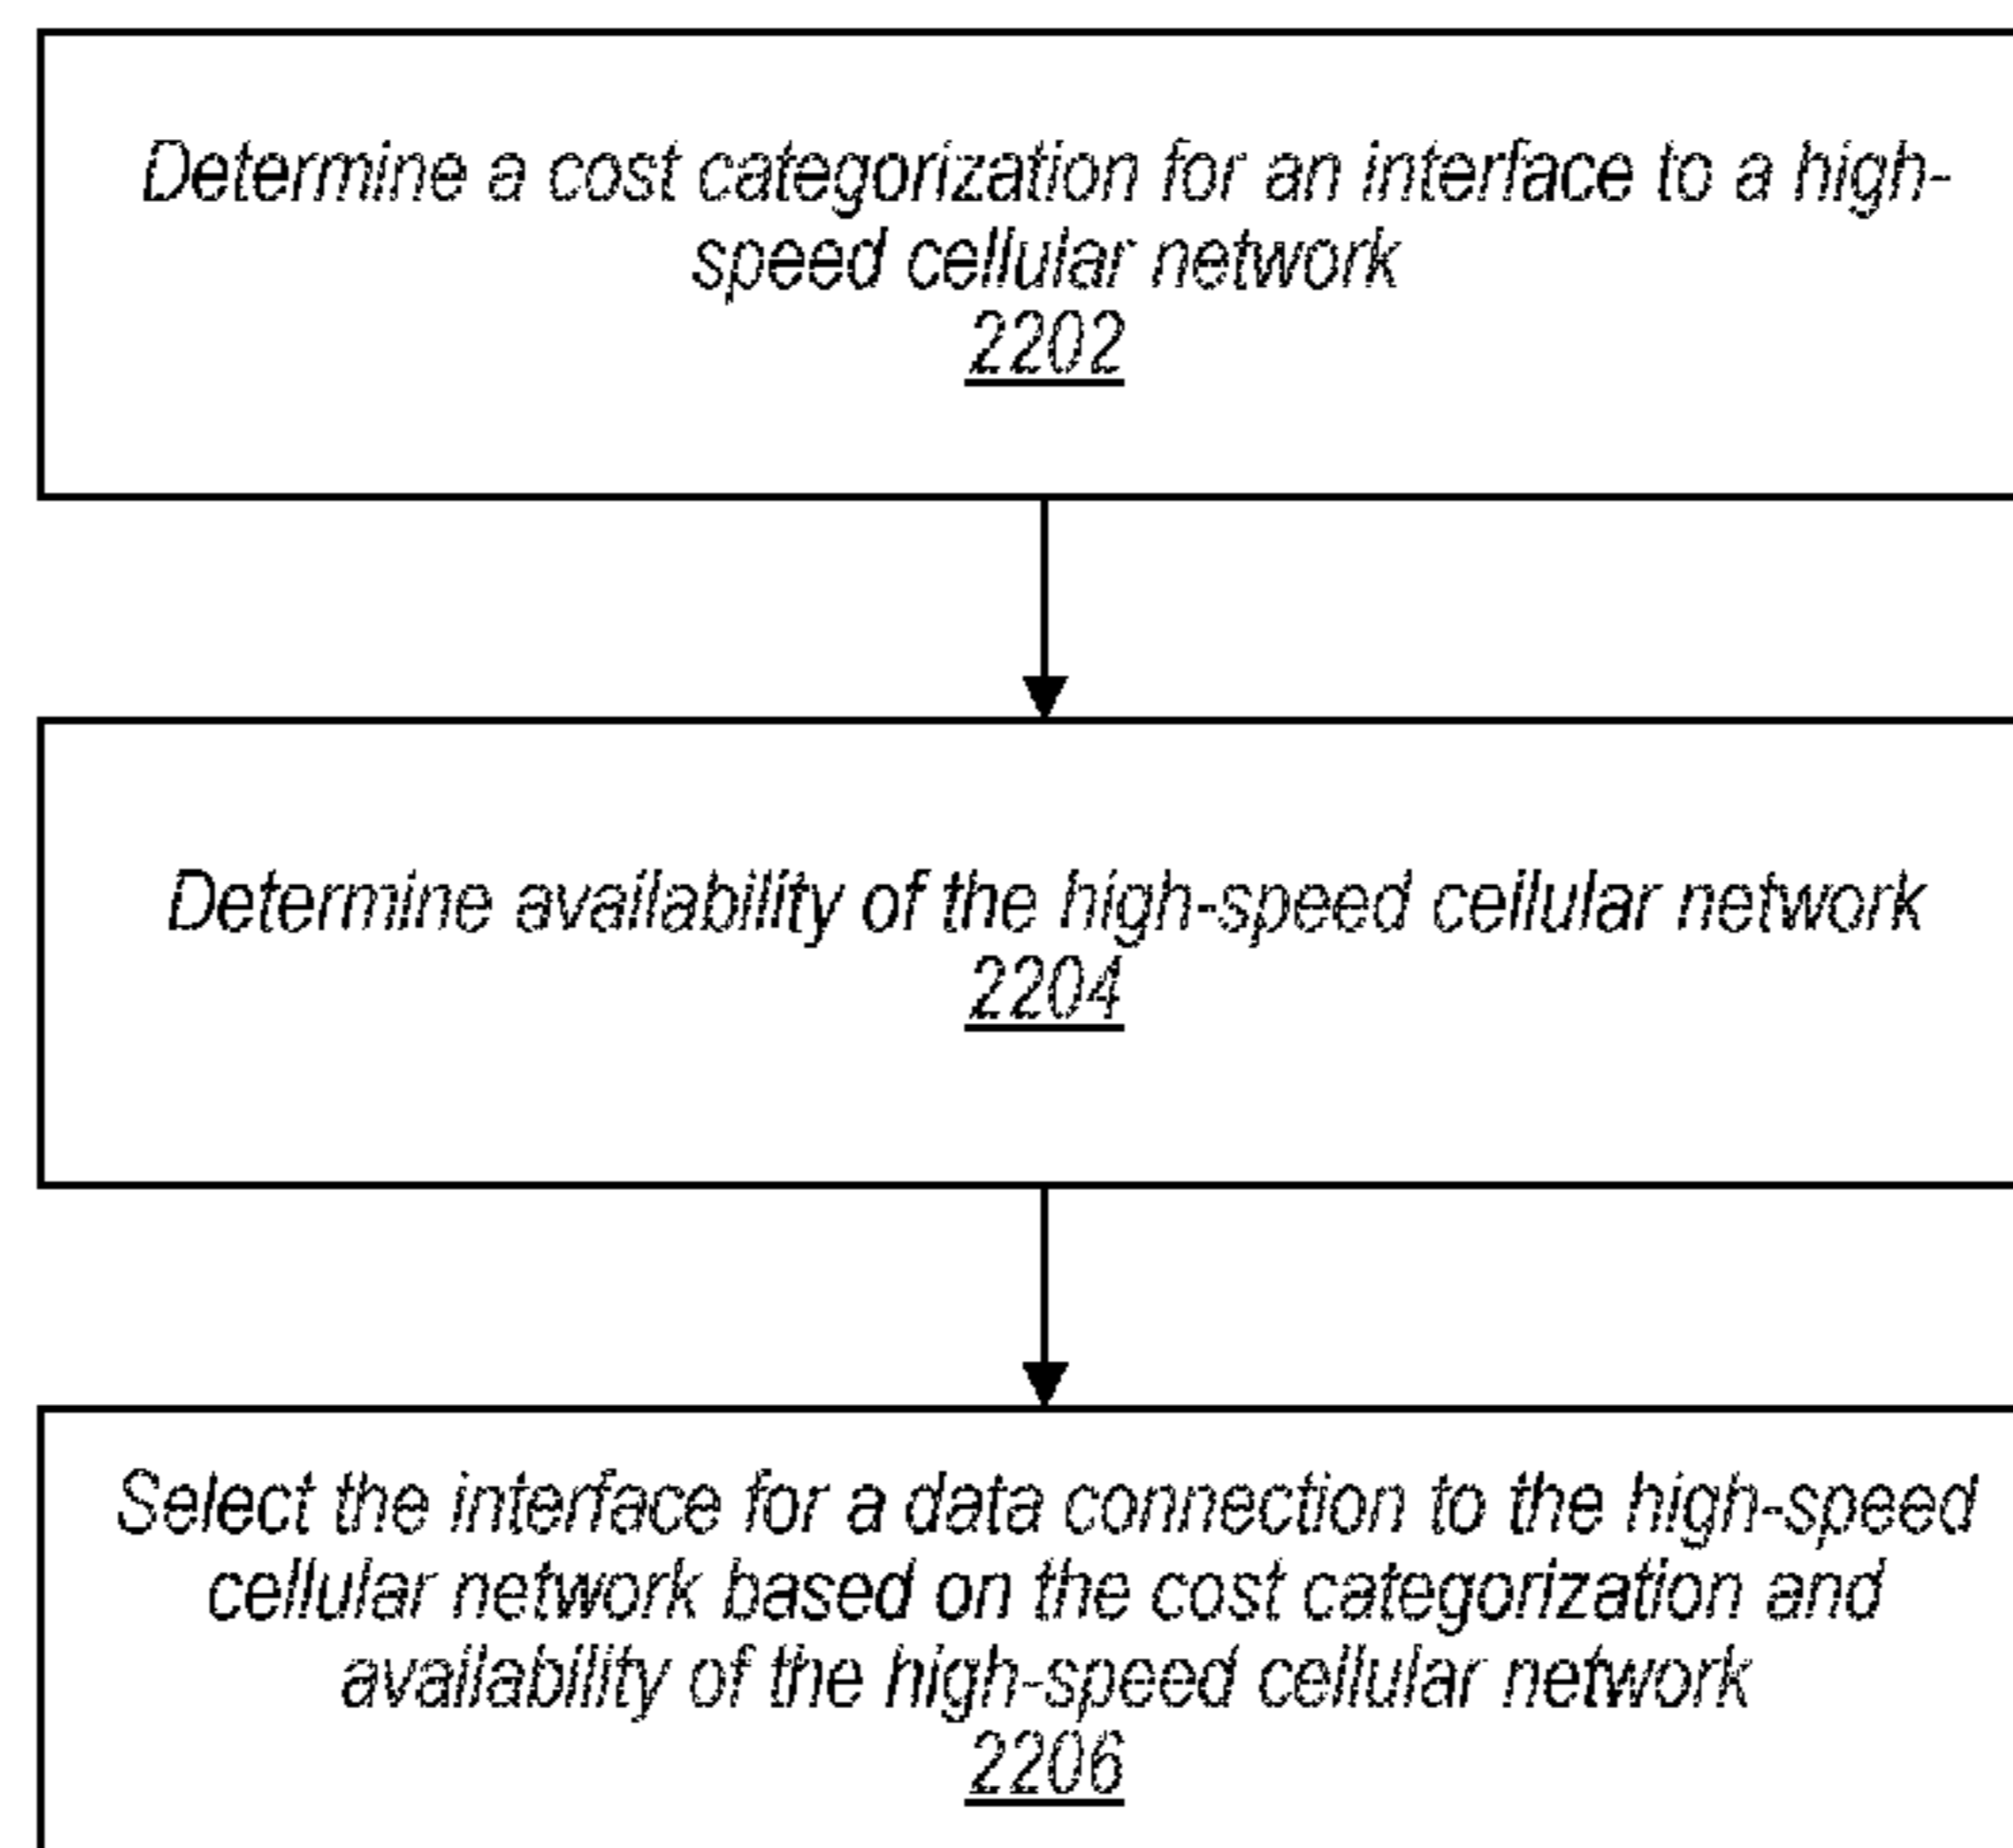 Determine a cost categorization for an interface to a high-
speed cellular network
2202
Determine availability of the high-speed cellular network
2204
Select the interface for a data connection to the high-speed
cellular network based on the cost categorization and
availability of the high-speed cellular network
2206